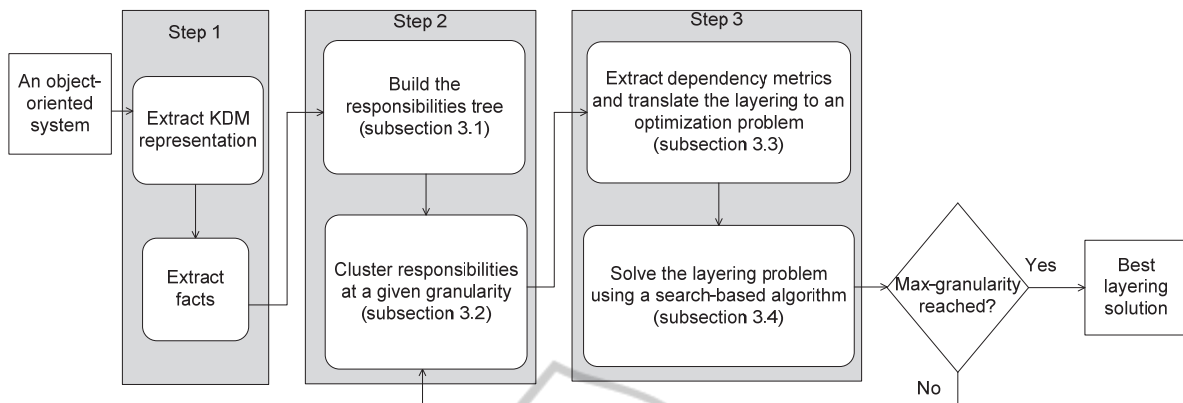 Step 1
Step 2
Step 3
An object-
oriented
system
Extract KDM
representation
Extract
facts
Build the
responsibilities tree
(subsection 3.1)
Cluster responsibilities
at a given granularity
(subsection 3.2)
Extract dependency metrics
and translate the layering to an
optimization problem
(subsection 3.3)
Solve the layering problem
using a search-based algorithm
(subsection 3.4)
Max-granularity
reached?
Yes
No
Best
layering
solution